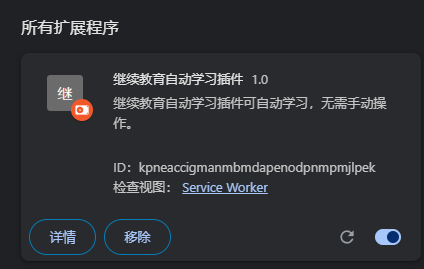 所有扩展程序
继
继续教育自动学习插件 1.0
继续教育自动学习插件可自动学习，无需手动操作。
ID：kpneaccigmanmbmdapenodpnmpmjlpek
检查视图： Service Worker
详情
移除